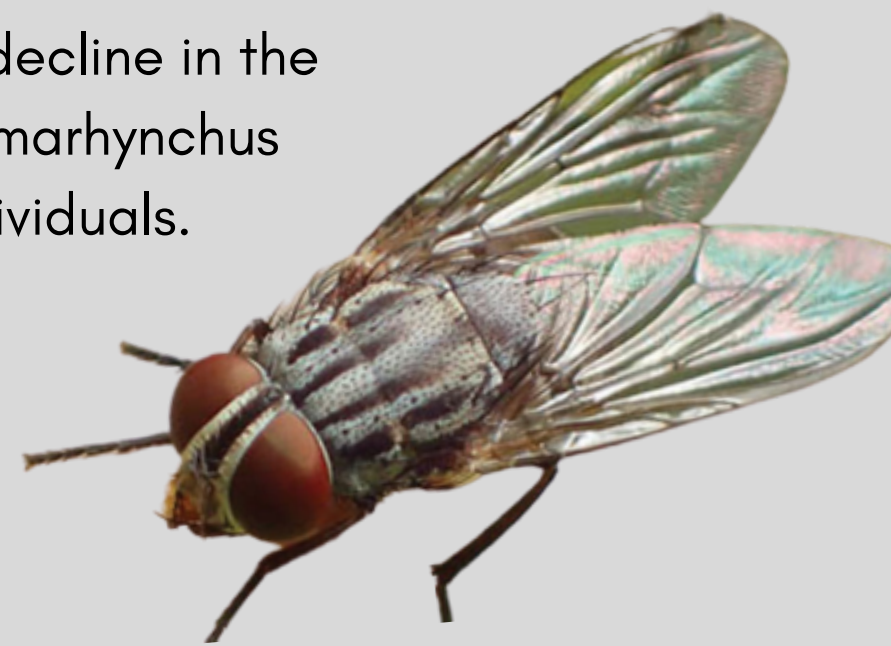 decline in the
marhynchus
ividuals.